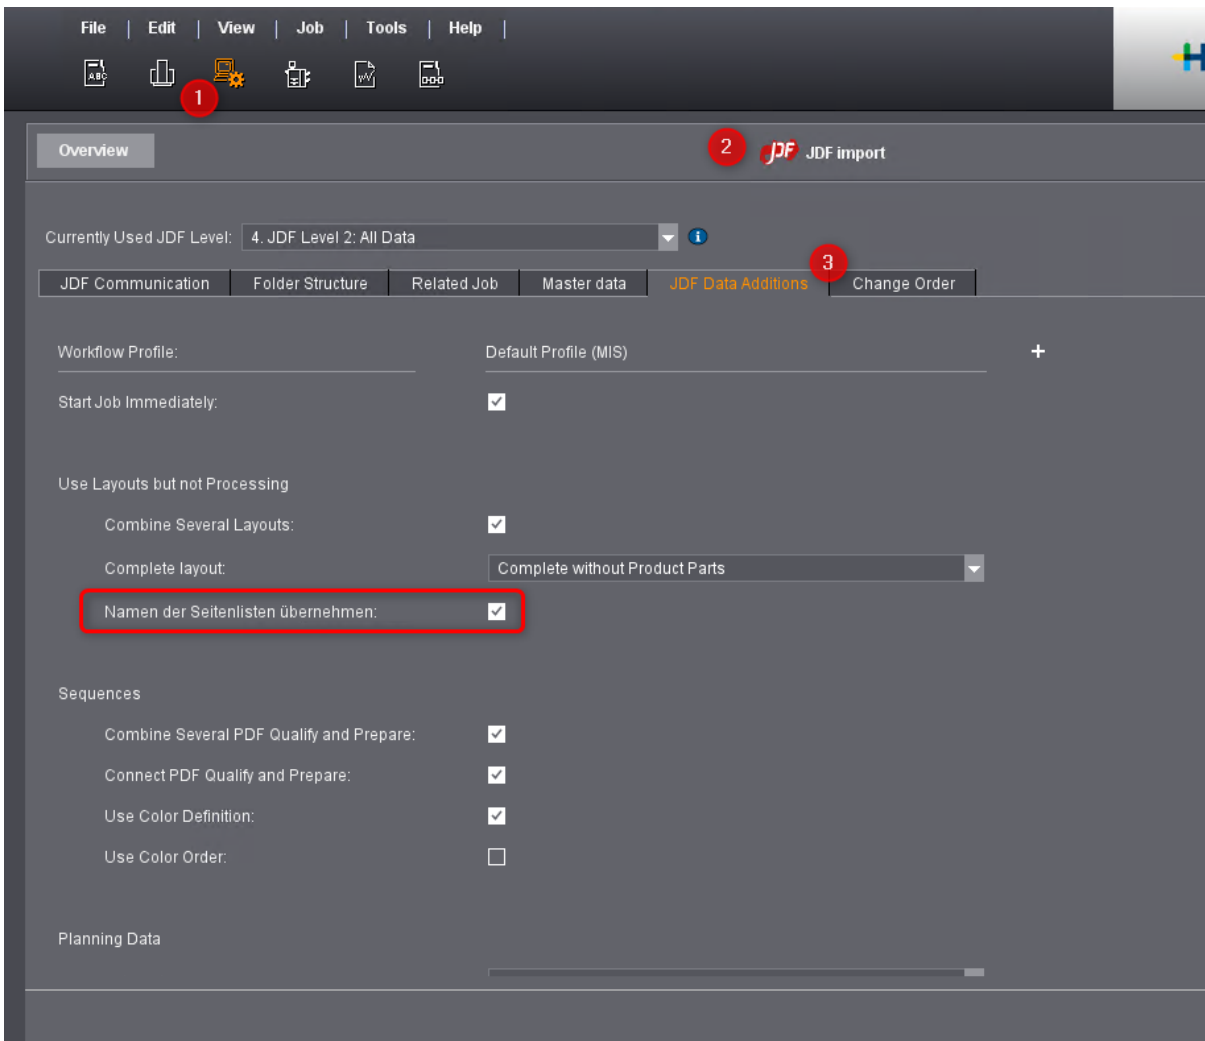 File | Edit | View | Job | Tools | Help |
ABC
1
H
Overview
2 JDF JDF import
Currently Used JDF Level: 4. JDF Level 2: All Data i
3
JDF Communication Folder Structure Related Job Master data JDF Data Additions Change Order
Workflow Profile: Default Profile (MIS) +
Start Job Immediately:
Use Layouts but not Processing
Combine Several Layouts:
Complete layout: Complete without Product Parts
Namen der Seitenlisten übernehmen:
Sequences
Combine Several PDF Qualify and Prepare:
Connect PDF Qualify and Prepare:
Use Color Definition:
Use Color Order:
Planning Data